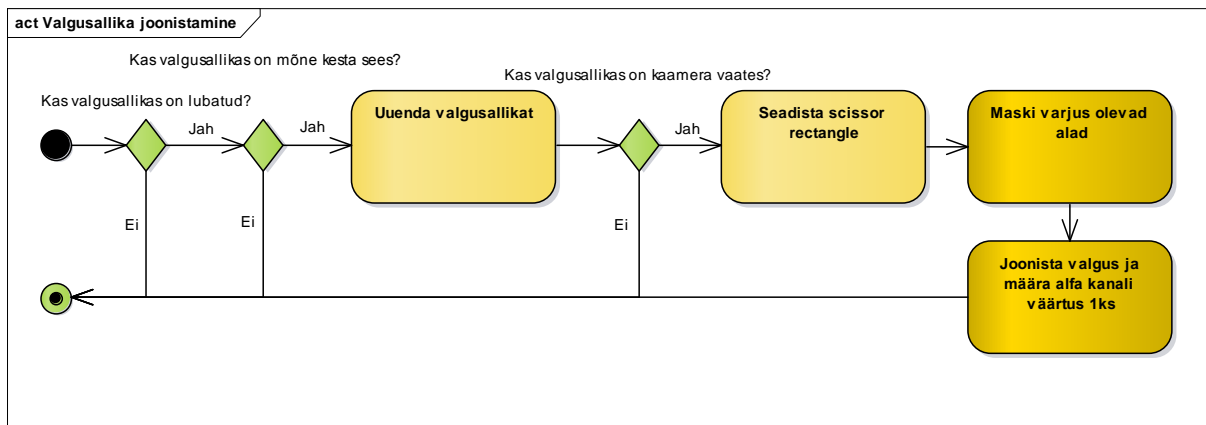 act Valgusallika joonistamine
Kas valgusallikas on mõne kesta sees?
Kas valgusallikas on kaamera vaates?
Kas valgusallikas on lubatud?
Jah
Jah
Uuenda valgusallikat
Jah
Seadista scissor
rectangle
Maski varjus olevad
alad
Ei
Ei
Ei
Joonista valgus ja
määra alfa kanali
väärtus 1ks